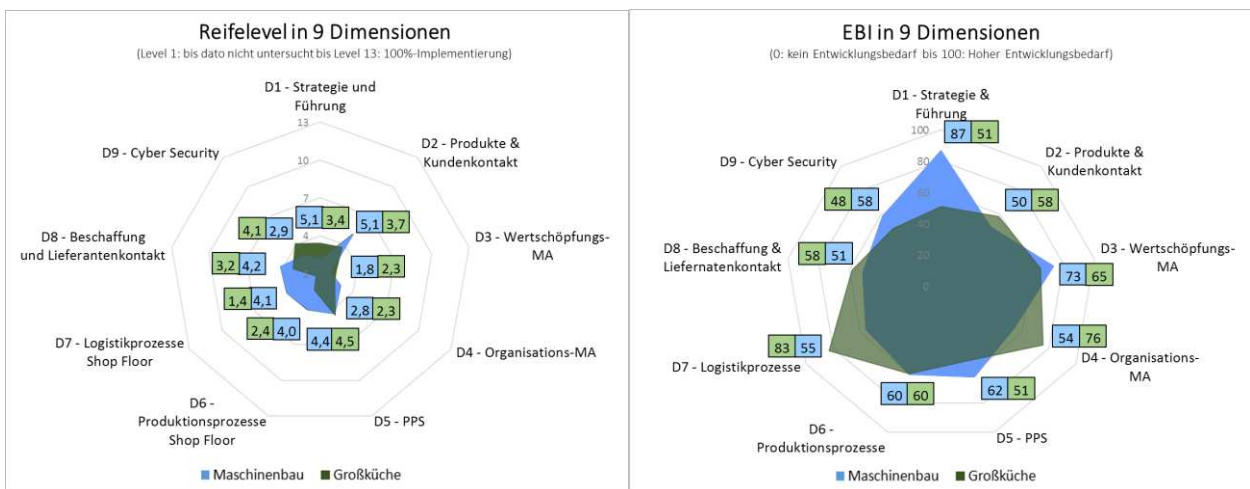 Reifelevel in 9 Dimensionen
(Level 1: bis dato nicht untersucht bis Level 13: 100%-Implementierung)
D1 - Strategie und
Führung
13
D9 - Cyber Security
D2 - Produkte &
Kundenkontakt
10
7
5,1 3,4
5,1 3,7
4,1 2,9
4
D8 - Beschaffung
und Lieferantenkontakt
D3 - Wertschöpfungs-
MA
3,2 4,2
1,8 2,3
1,4 4,1
2,8 2,3
2,4 4,0
4,4 4,5
D7 - Logistikprozesse
Shop Floor
D4 - Organisations-
MA
D6 -
Produktionsprozesse
Shop Floor
D5 - PPS
Maschinenbau
Großküche
EBI in 9 Dimensionen
(0: kein Entwicklungsbedarf bis 100: Hoher Entwicklungsbedarf)
D1 - Strategie &
Führung
100
87 51
D9 - Cyber Security
D2 - Produkte &
Kundenkontakt
80
60
48 58
50 58
40
D8 - Beschaffung &
Liefernatenkontakt
58 51
20
D3 - Wertschöpfungs-
MA
73 65
0
54 76
D4 - Organisations-
MA
83 55
D7 - Logistikprozesse
60 60
62 51
D6 -
Produktionsprozesse
D5 - PPS
Maschinenbau
Großküche